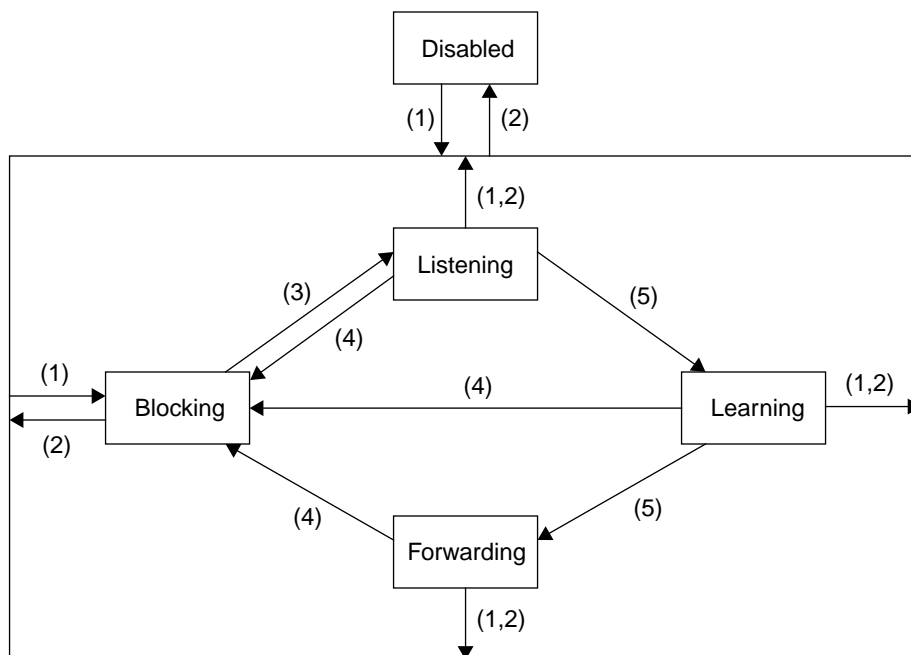 Disabled
(1)
(2)
(1,2)
Listening
(3)
(5)
(4)
(1)
(4)
(1,2)
Blocking
Learning
(2)
(4)
(5)
Forwarding
(1,2)